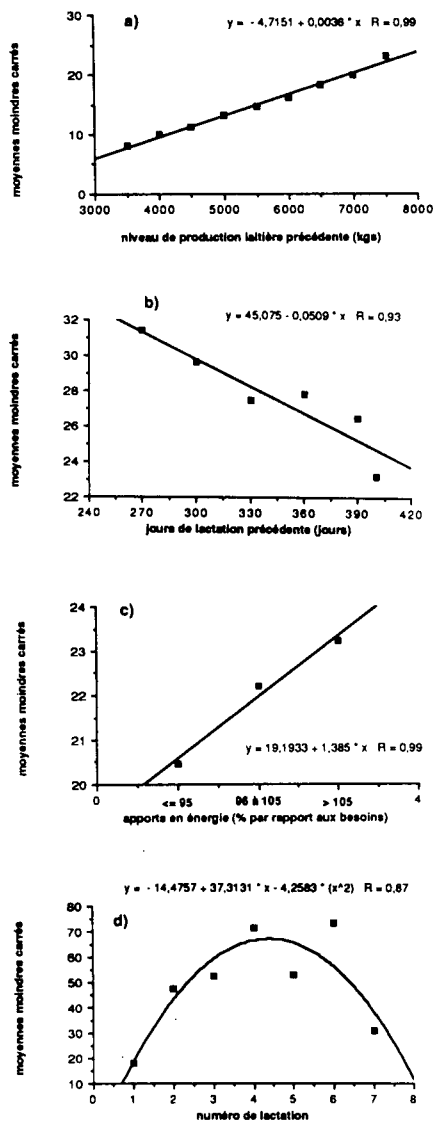 a)
y = - 4,7151 + 0,0036 * x R = 0,99
moyennes moindres carrés
30
20
10
0
3000 4000 5000 6000 7000 8000
niveau de production laitière précédente (kgs)
b)
y = 45,075 - 0,0509 * x R = 0,93
moyennes moindres carrés
32
30
28
26
24
22
240 270 300 330 360 390 420
jours de lactation précédente (jours)
c)
moyennes moindres carrés
24
23
22
21
20
y = 19,1933 + 1,385 * x R = 0,99
0 <= 95 96 à 105 > 105 4
apports en énergie (% par rapport aux besoins)
y = - 14,4757 + 37,3131 * x - 4,2583 * (x^2) R = 0,87
d)
moyennes moindres carrés
80
70
60
50
40
30
20
10
0 1 2 3 4 5 6 7 8
numéro de lactation